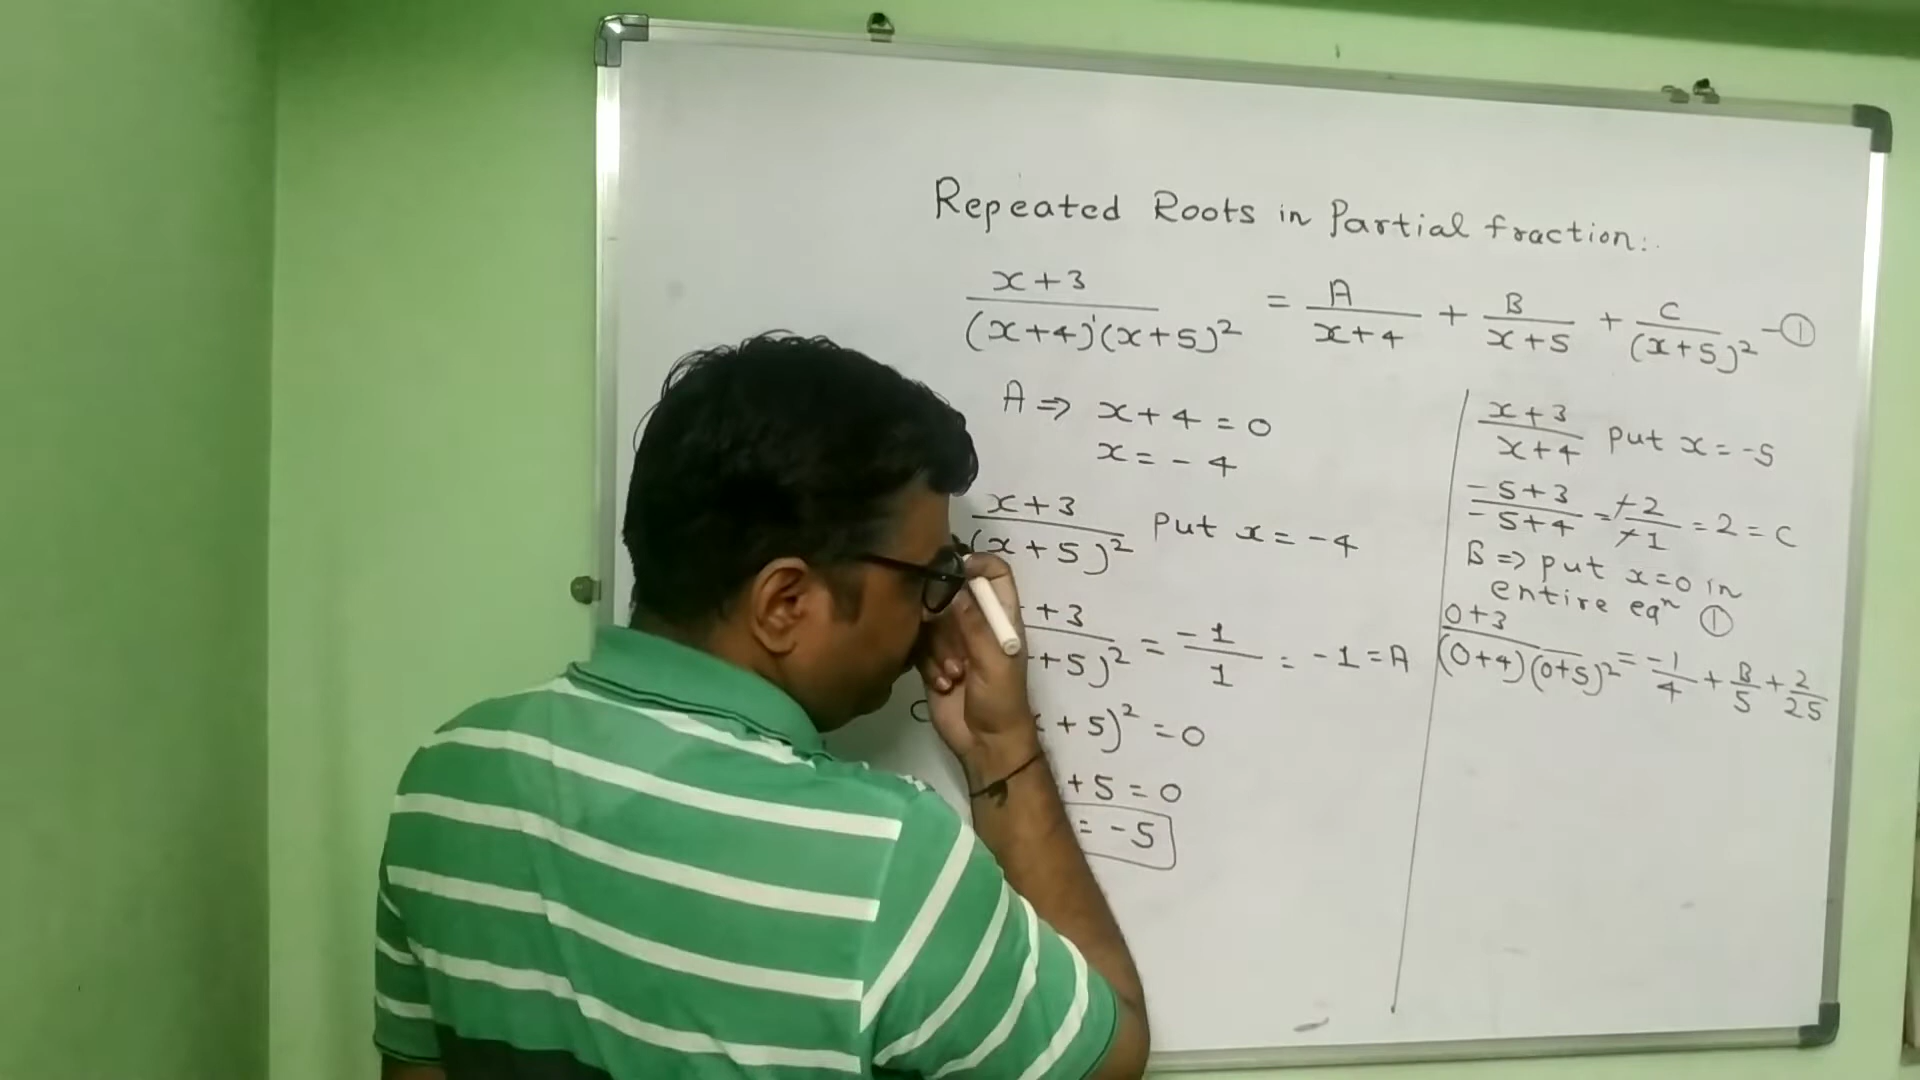 Repeated Roots in Partial fraction:.
x+3 / (x+4)'(x+5)² = A / x+4 + B / x+5 + C / (x+5)² -①
A ⇒ x+4 = 0
x = -4
x+3 / (x+5)² Put x = -4
+3 / +5)² = -1 / 1 = -1 = A
+5)² = 0
+5 = 0
= -5
x+3 / x+4 Put x = -5
-5+3 / -5+4 = -2 / -1 = 2 = C
B ⇒ put x=0 in
entire eqⁿ ①
0+3 / (0+4)(0+5)² = -1 / 4 + B / 5 + 2 / 25